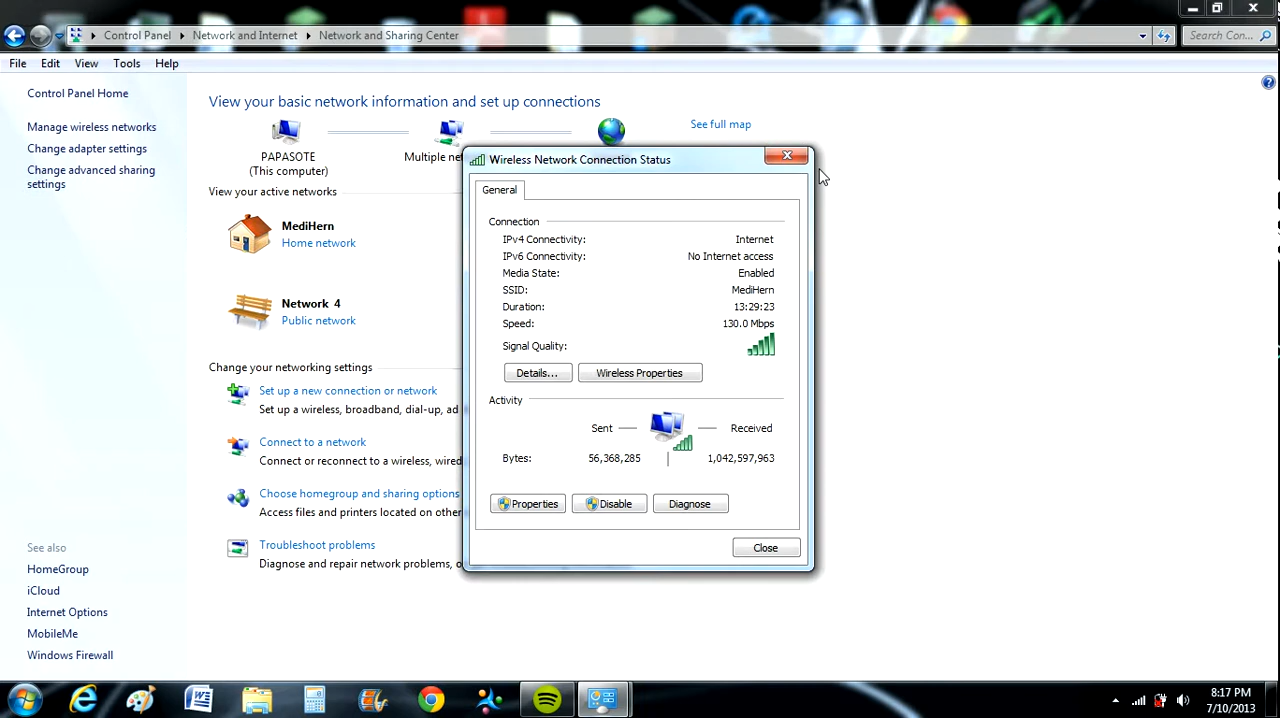 Control Panel Network and Internet Network and Sharing Center Search Con...
File Edit View Tools Help
Control Panel Home
Manage wireless networks
Change adapter settings
Change advanced sharing
settings
View your basic network information and set up connections
See full map
PAPASOTE
(This computer)
Multiple net
View your active networks
MediHern
Home network
Network 4
Public network
Change your networking settings
Set up a new connection or network
Set up a wireless, broadband, dial-up, ad
Connect to a network
Connect or reconnect to a wireless, wired
Choose homegroup and sharing options
Access files and printers located on other
Troubleshoot problems
Diagnose and repair network problems, o
Wireless Network Connection Status
General
Connection
IPv4 Connectivity: Internet
IPv6 Connectivity: No Internet access
Media State: Enabled
SSID: MediHern
Duration: 13:29:23
Speed: 130.0 Mbps
Signal Quality:
Details... Wireless Properties
Activity
Sent Received
Bytes: 56,368,285 1,042,597,963
Properties Disable Diagnose
Close
See also
HomeGroup
iCloud
Internet Options
MobileMe
Windows Firewall
8:17 PM
7/10/2013